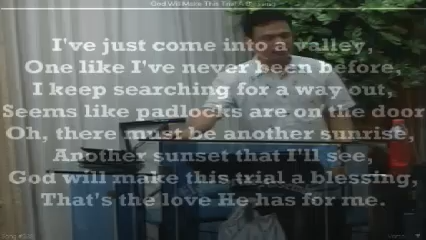 God Will Make This Trial A Blessing
I've just come into a valley,
One like I've never been before,
I keep searching for a way out,
Seems like padlocks are on the door
Oh, there must be another sunrise,
Another sunset that I'll see,
God will make this trial a blessing,
That's the love He has for me.